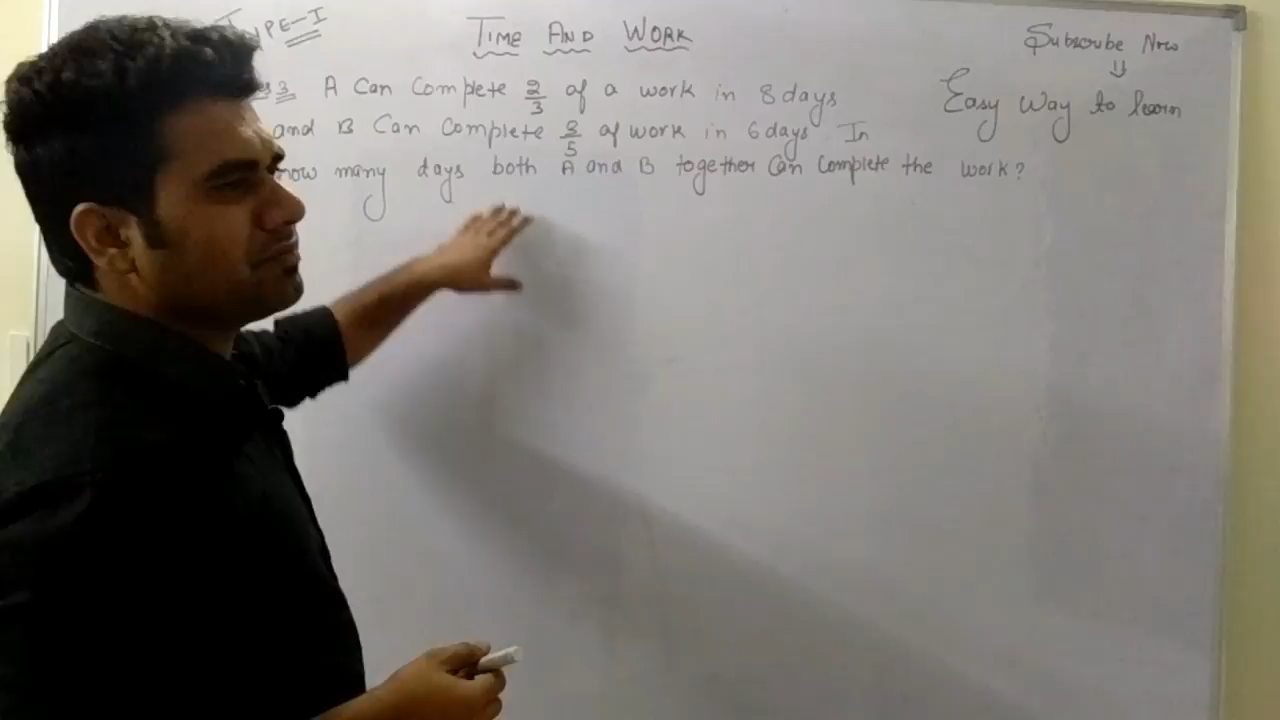 TYPE-I
TIME AND WORK
Subscribe Now
Easy way to learn
3 A Can Complete 2/3 of a work in 8 days
and B Can Complete 3/5 of work in 6 days In
how many days both A and B together Can Complete the work?